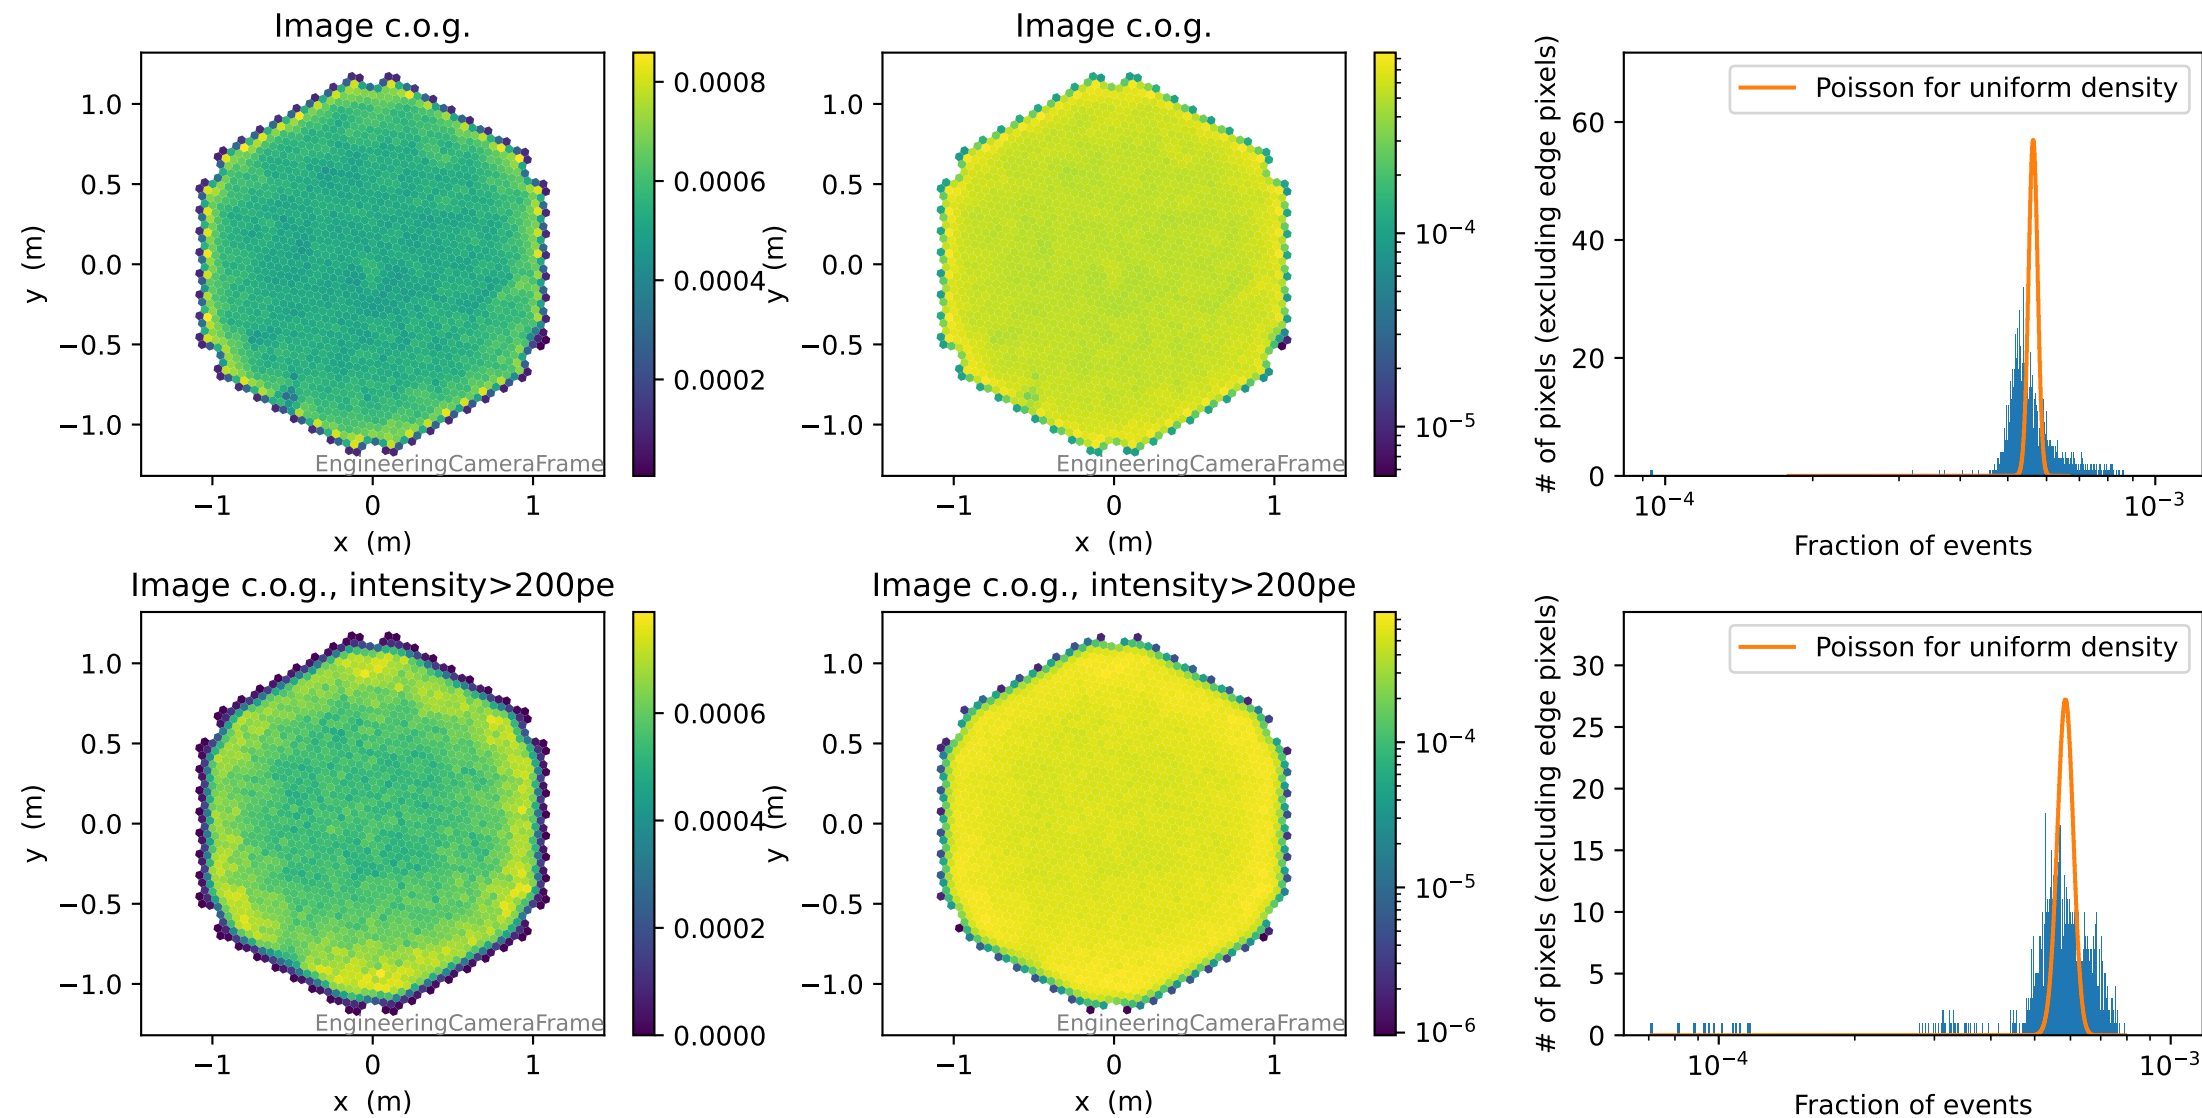 Image c.o.g.
1.0
0.5
0.0
−0.5
−1.0
y (m)
−1
0
1
x (m)
EngineeringCameraFrame
0.0008
0.0006
0.0004
0.0002
Image c.o.g.
1.0
0.5
0.0
−0.5
−1.0
y (m)
−1
0
1
x (m)
EngineeringCameraFrame
10⁻⁴
10⁻⁵
Poisson for uniform density
# of pixels (excluding edge pixels)
60
40
20
0
10⁻⁴
10⁻³
Fraction of events
Image c.o.g., intensity>200pe
1.0
0.5
0.0
−0.5
−1.0
y (m)
−1
0
1
x (m)
EngineeringCameraFrame
0.0006
0.0004
0.0002
0.0000
Image c.o.g., intensity>200pe
1.0
0.5
0.0
−0.5
−1.0
y (m)
−1
0
1
x (m)
EngineeringCameraFrame
10⁻⁴
10⁻⁵
10⁻⁶
Poisson for uniform density
# of pixels (excluding edge pixels)
30
25
20
15
10
5
0
10⁻⁴
10⁻³
Fraction of events